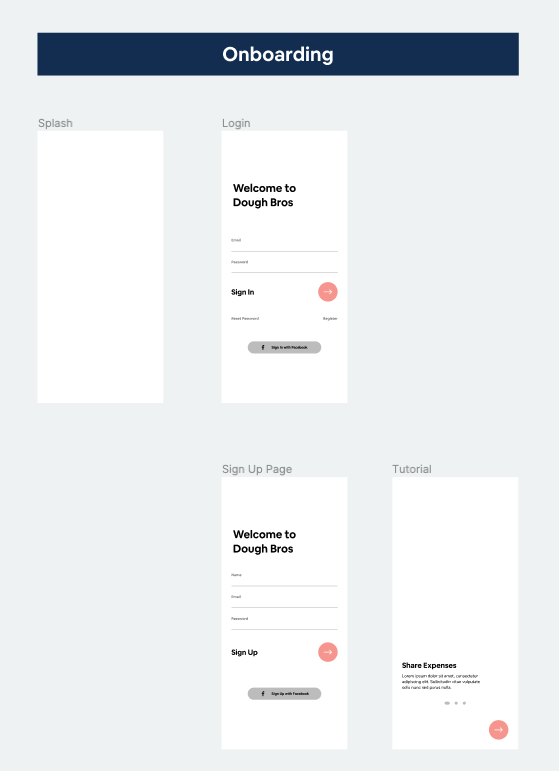 Onboarding
Splash
Login
Welcome to
Dough Bros
Email
Password
Sign In
Reset Password
Register
Sign In with Facebook
Sign Up Page
Tutorial
Welcome to
Dough Bros
Name
Email
Password
Sign Up
Sign Up with Facebook
Share Expenses
Lorem ipsum dolor sit amet, consectetur
adipiscing elit. Sollicitudin vitae vulputate
odio nunc sed purus nulla.